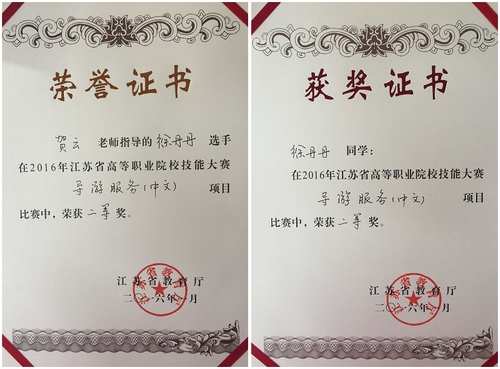 荣誉证书
贺云 老师指导的 徐丹丹 选手
在2016年江苏省高等职业院校技能大赛
导游服务(中文) 项目
比赛中,荣获 二等 奖。
江苏省教育厅
二〇一六年 月
获奖证书
徐丹丹 同学:
在2016年江苏省高等职业院校技能大赛
导游服务(中文) 项目
比赛中,荣获 二等 奖。
江苏省教育厅
二〇一六年 月